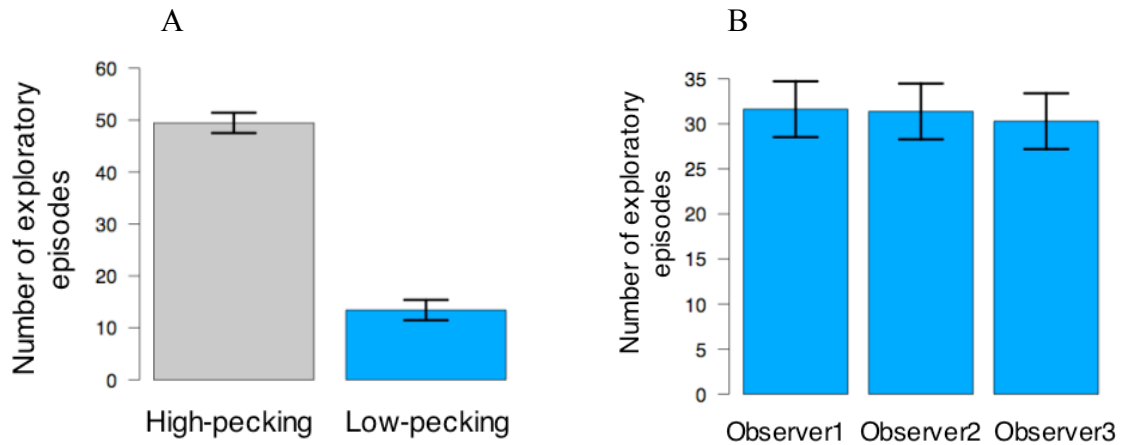 A
Number of exploratory
episodes
60
50
40
30
20
10
0
High-pecking
Low-pecking
B
Number of exploratory
episodes
35
30
25
20
15
10
5
0
Observer1
Observer2
Observer3